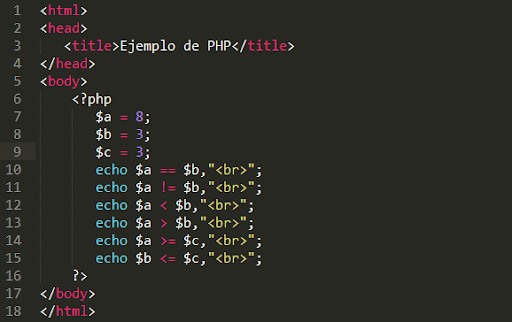 1 <html>
2 <head>
3 <title>Ejemplo de PHP</title>
4 </head>
5 <body>
6 <?php
7 $a = 8;
8 $b = 3;
9 $c = 3;
10 echo $a == $b,"<br>";
11 echo $a != $b,"<br>";
12 echo $a < $b,"<br>";
13 echo $a > $b,"<br>";
14 echo $a >= $c,"<br>";
15 echo $b <= $c,"<br>";
16 ?>
17 </body>
18 </html>